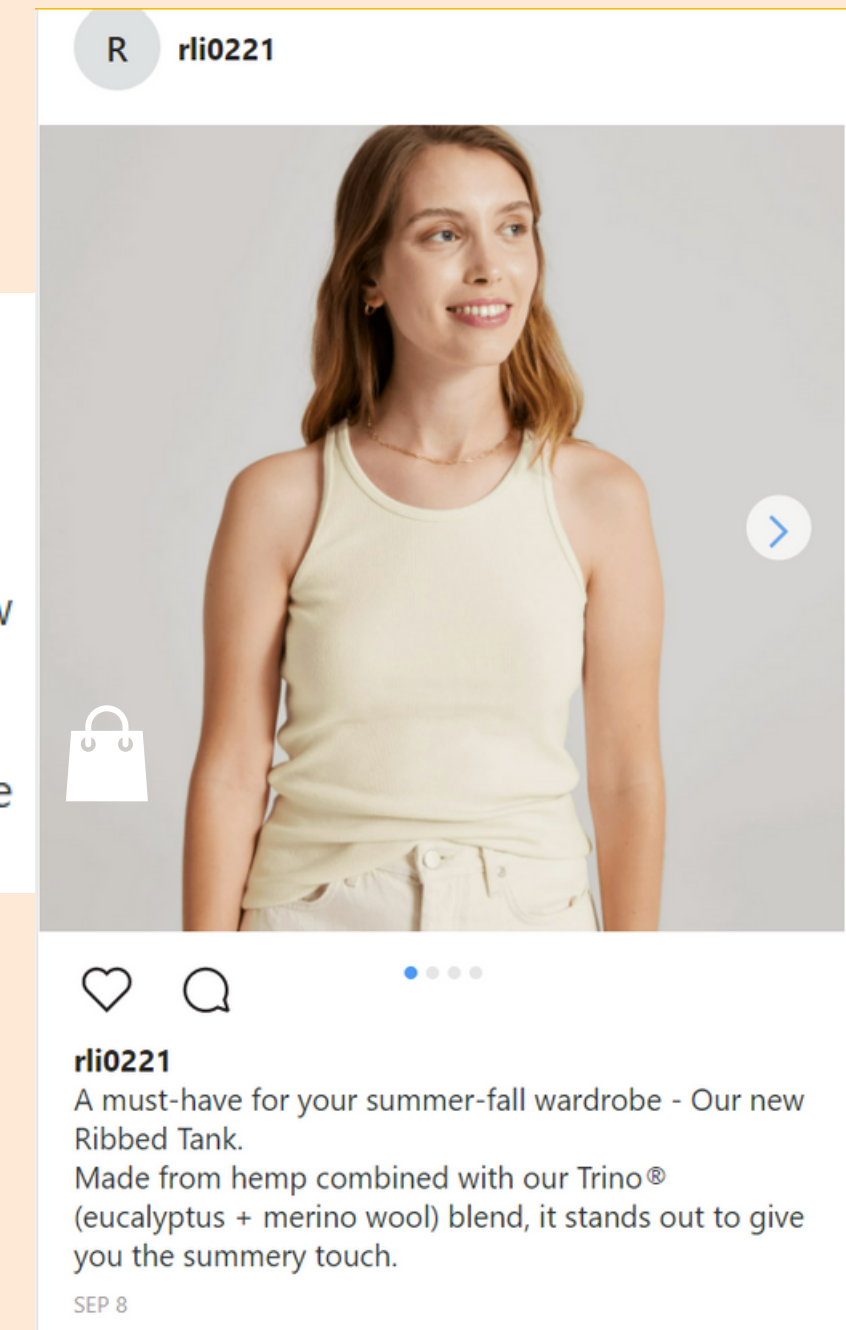 R
rli0221
w
e
rli0221
A must-have for your summer-fall wardrobe - Our new
Ribbed Tank.
Made from hemp combined with our Trino®
(eucalyptus + merino wool) blend, it stands out to give
you the summery touch.
SEP 8